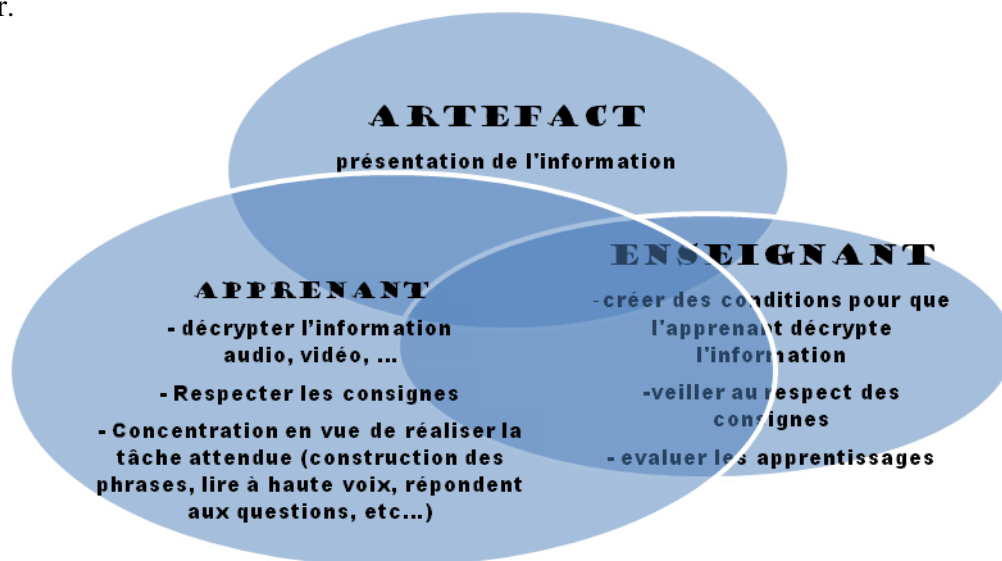 r.
ARTEFACT
présentation de l'information
APPRENANT
- décrypter l'information
audio, vidéo, ...
- Respecter les consignes
- Concentration en vue de réaliser la
tâche attendue (construction des
phrases, lire à haute voix, répondent
aux questions, etc...)
ENSEIGNANT
-créer des conditions pour que
l'apprenant décrypte
l'information
-veiller au respect des
consignes
- evaluer les apprentissages